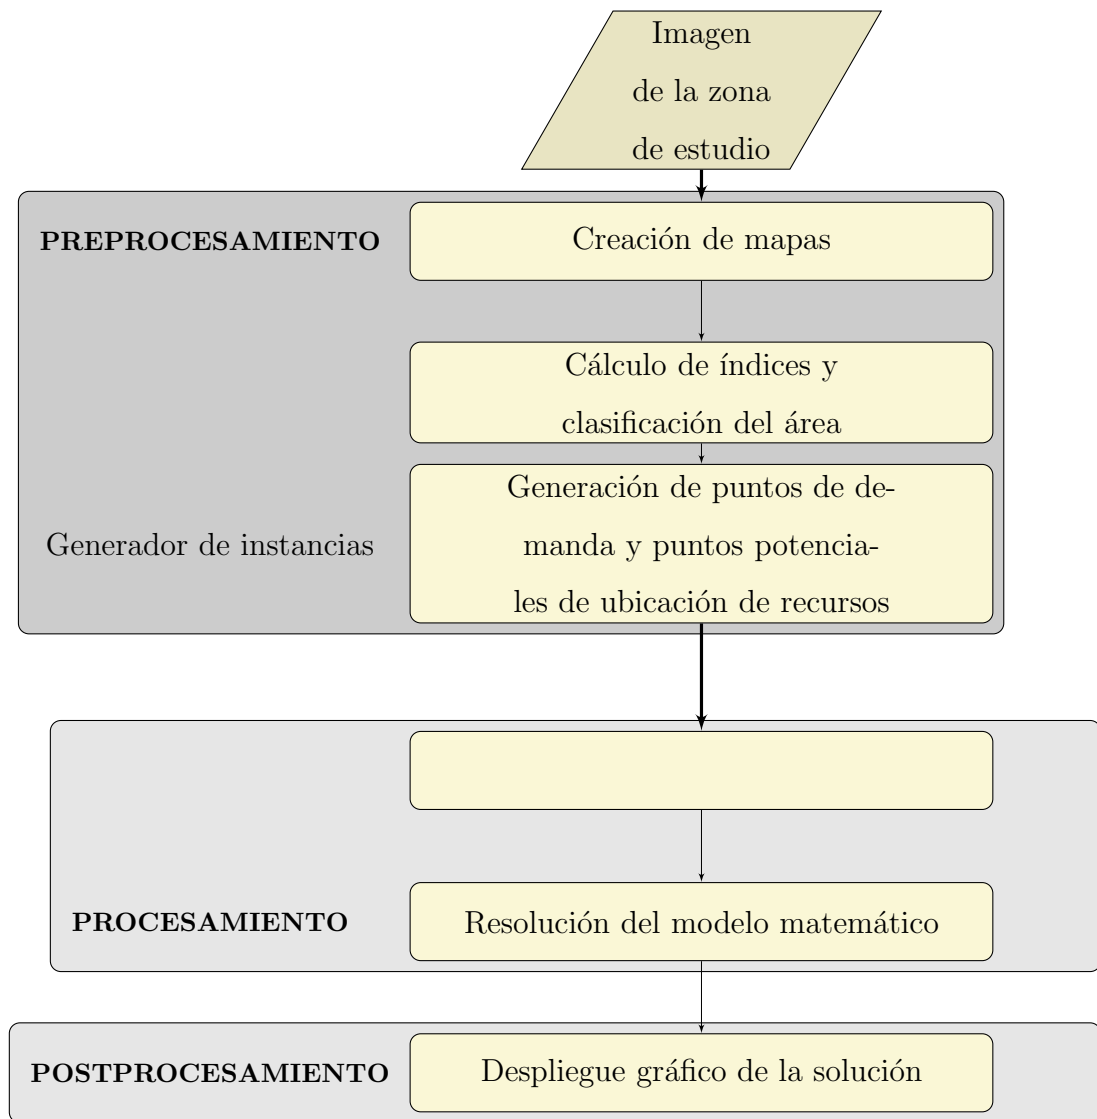 Imagen
de la zona
de estudio
PREPROCESAMIENTO
Creación de mapas
Cálculo de índices y
clasificación del área
Generación de puntos de de-
manda y puntos potencia-
les de ubicación de recursos
Generador de instancias
PROCESAMIENTO
Resolución del modelo matemático
POSTPROCESAMIENTO
Despliegue gráfico de la solución